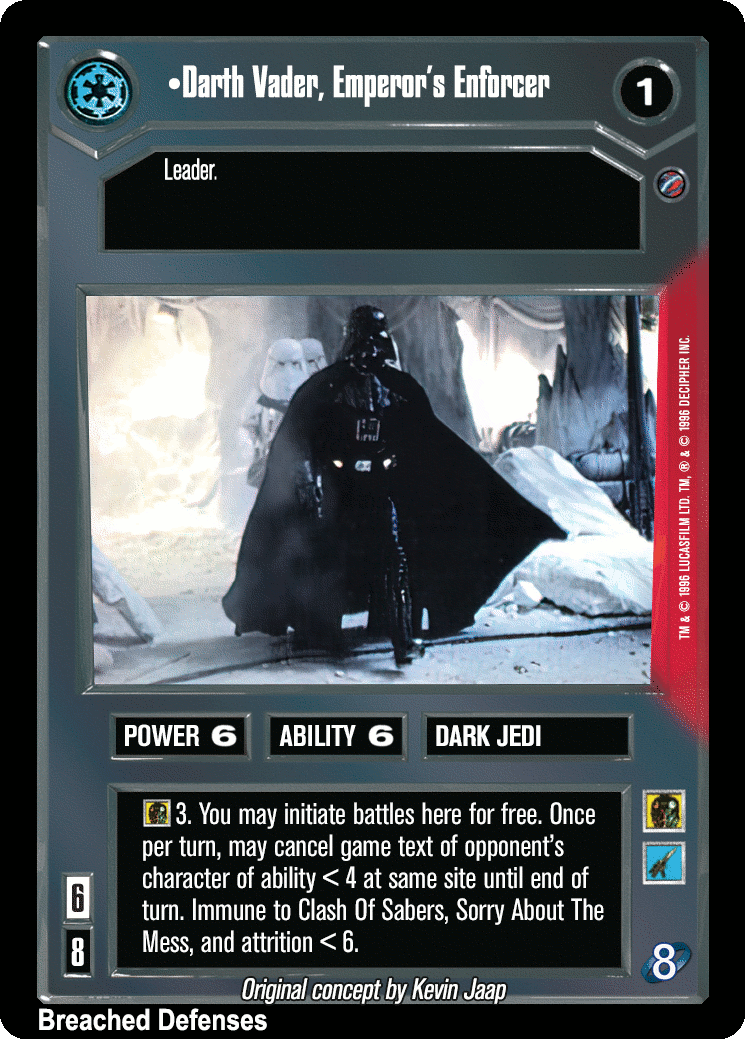 •Darth Vader, Emperor's Enforcer
1
Leader.
TM & © 1996 LUCASFILM LTD. TM, ® & © 1996 DECIPHER INC.
POWER 6
ABILITY 6
DARK JEDI
3. You may initiate battles here for free. Once
per turn, may cancel game text of opponent's
character of ability < 4 at same site until end of
turn. Immune to Clash Of Sabers, Sorry About The
Mess, and attrition < 6.
6
8
8
Original concept by Kevin Jaap
Breached Defenses